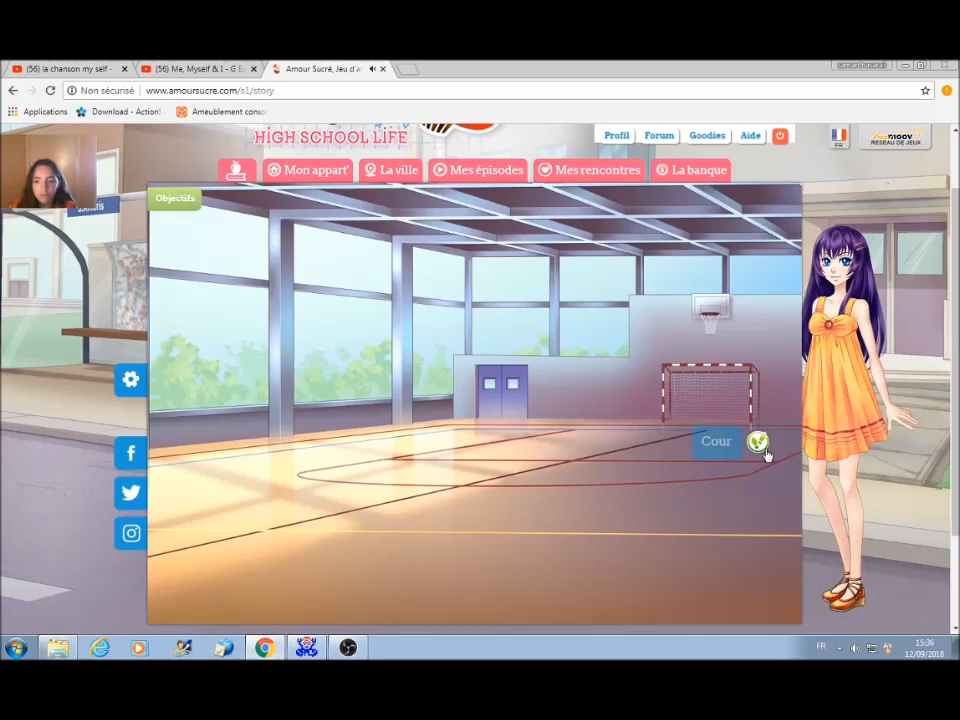 (56) la chanson my self -
(56) Me, Myself & I - G E
Amour Sucré, Jeu d'a
Non sécurisé
www.amoursucre.com/s1/story
Applications
Download - Action!
Ameublement conso
HIGH SCHOOL LIFE
Profil
Forum
Goodies
Aide
FR
beemoov
RESEAU DE JEUX
Mon appart'
La ville
Mes épisodes
Mes rencontres
La banque
Objectifs
Cour
FR
15:36
12/09/2018